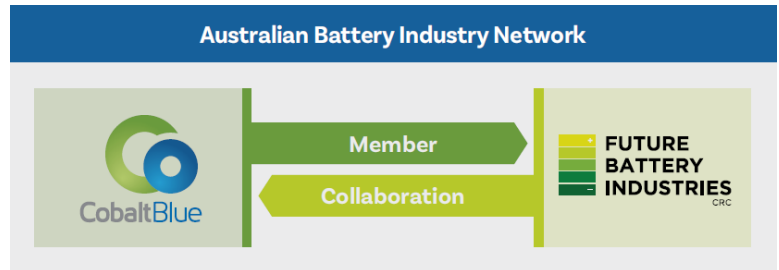 Australian Battery Industry Network
CobaltBlue
Member
Collaboration
FUTURE
BATTERY
INDUSTRIES
CRC